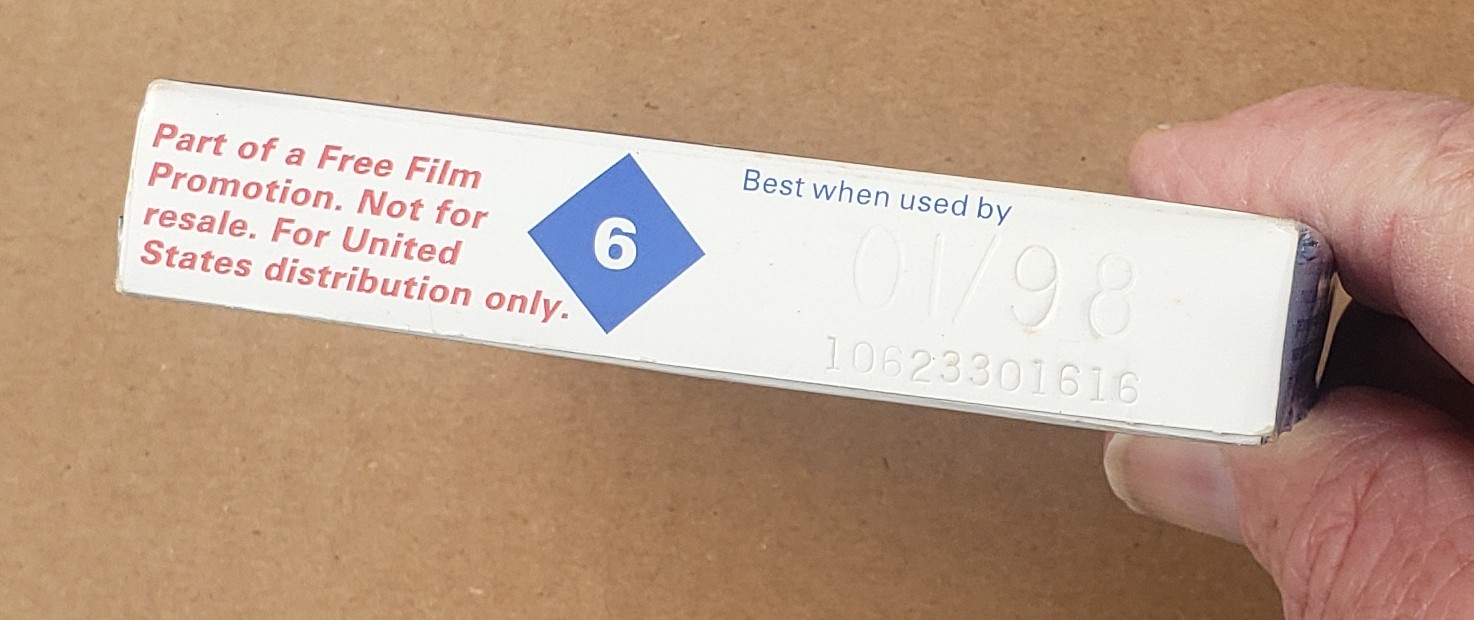 Part of a Free Film
Promotion. Not for
resale. For United
States distribution only.
6
Best when used by
01/98
10623301616